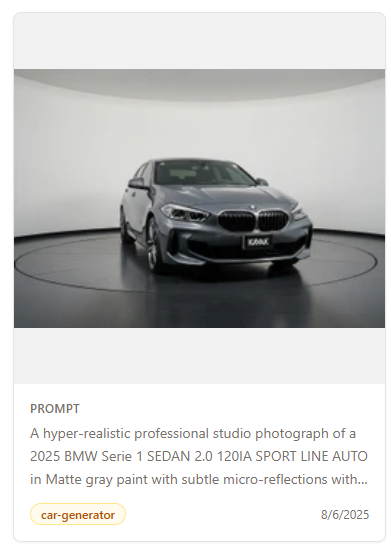 KAVAK
PROMPT
A hyper-realistic professional studio photograph of a
2025 BMW Serie 1 SEDAN 2.0 120IA SPORT LINE AUTO
in Matte gray paint with subtle micro-reflections with...
car-generator
8/6/2025